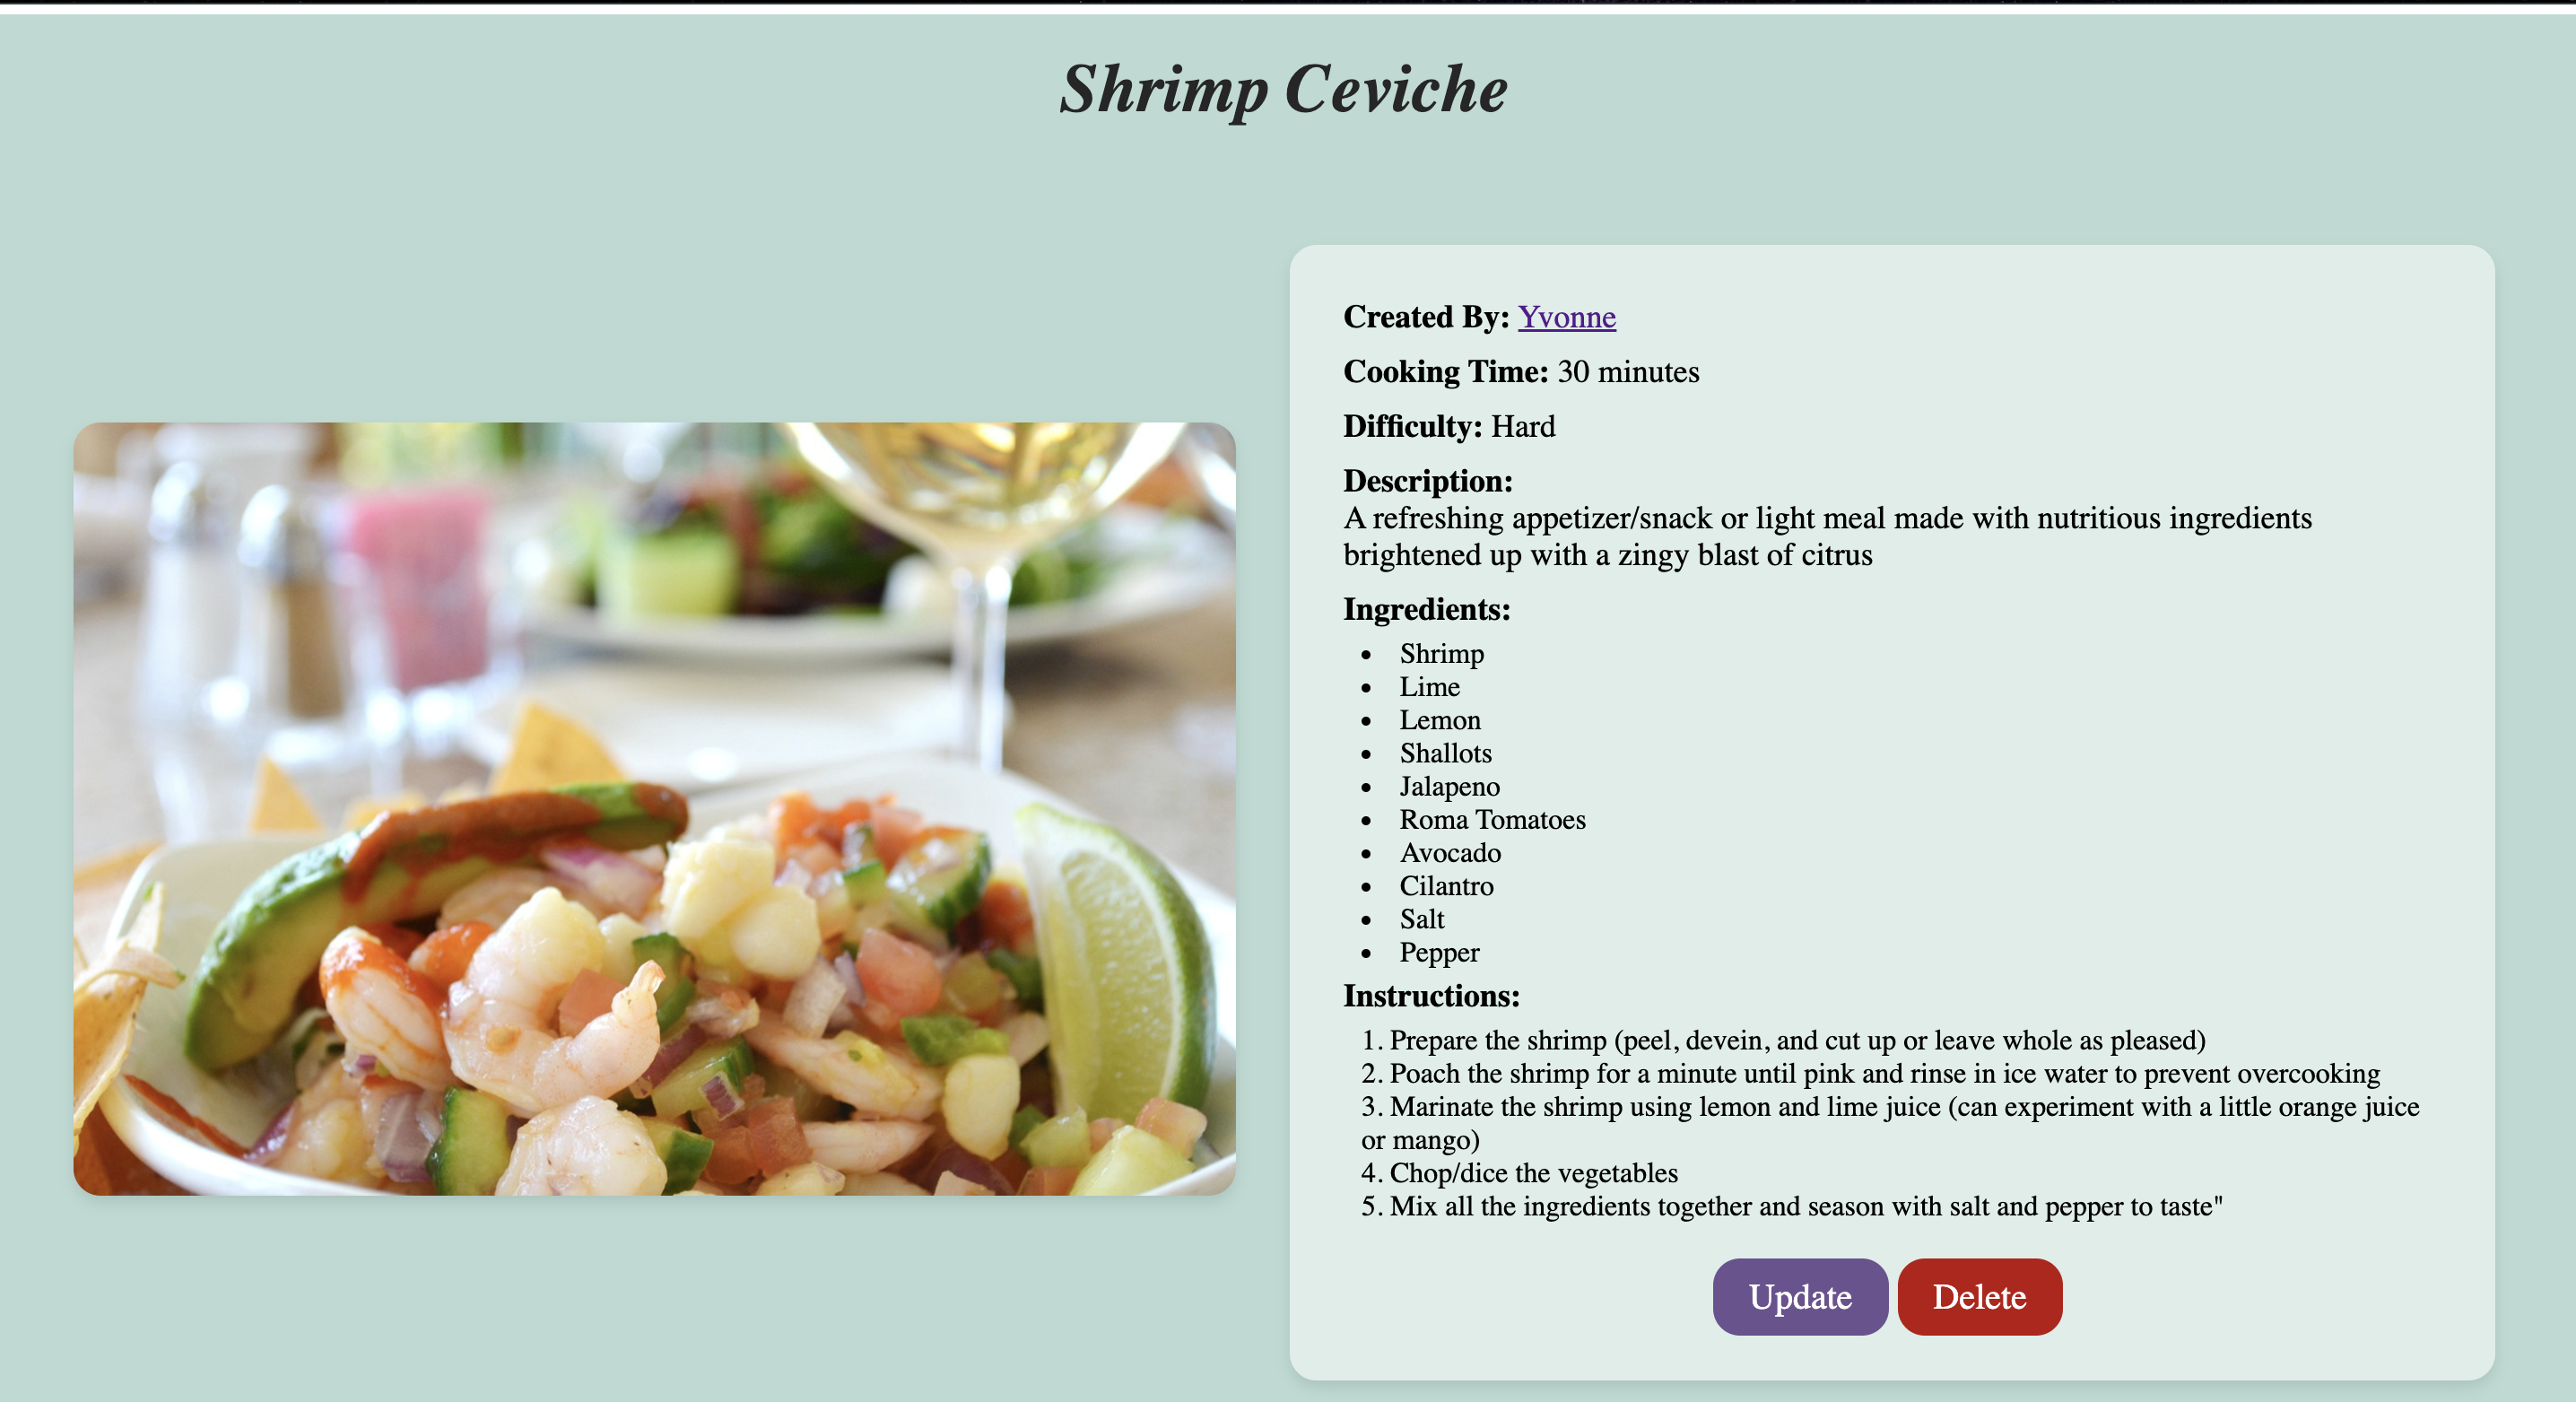 Shrimp Ceviche
Created By: Yvonne
Cooking Time: 30 minutes
Difficulty: Hard
Description:
A refreshing appetizer/snack or light meal made with nutritious ingredients
brightened up with a zingy blast of citrus
Ingredients:
• Shrimp
• Lime
• Lemon
• Shallots
• Jalapeno
• Roma Tomatoes
• Avocado
• Cilantro
• Salt
• Pepper
Instructions:
1. Prepare the shrimp (peel, devein, and cut up or leave whole as pleased)
2. Poach the shrimp for a minute until pink and rinse in ice water to prevent overcooking
3. Marinate the shrimp using lemon and lime juice (can experiment with a little orange juice
or mango)
4. Chop/dice the vegetables
5. Mix all the ingredients together and season with salt and pepper to taste"
Update Delete